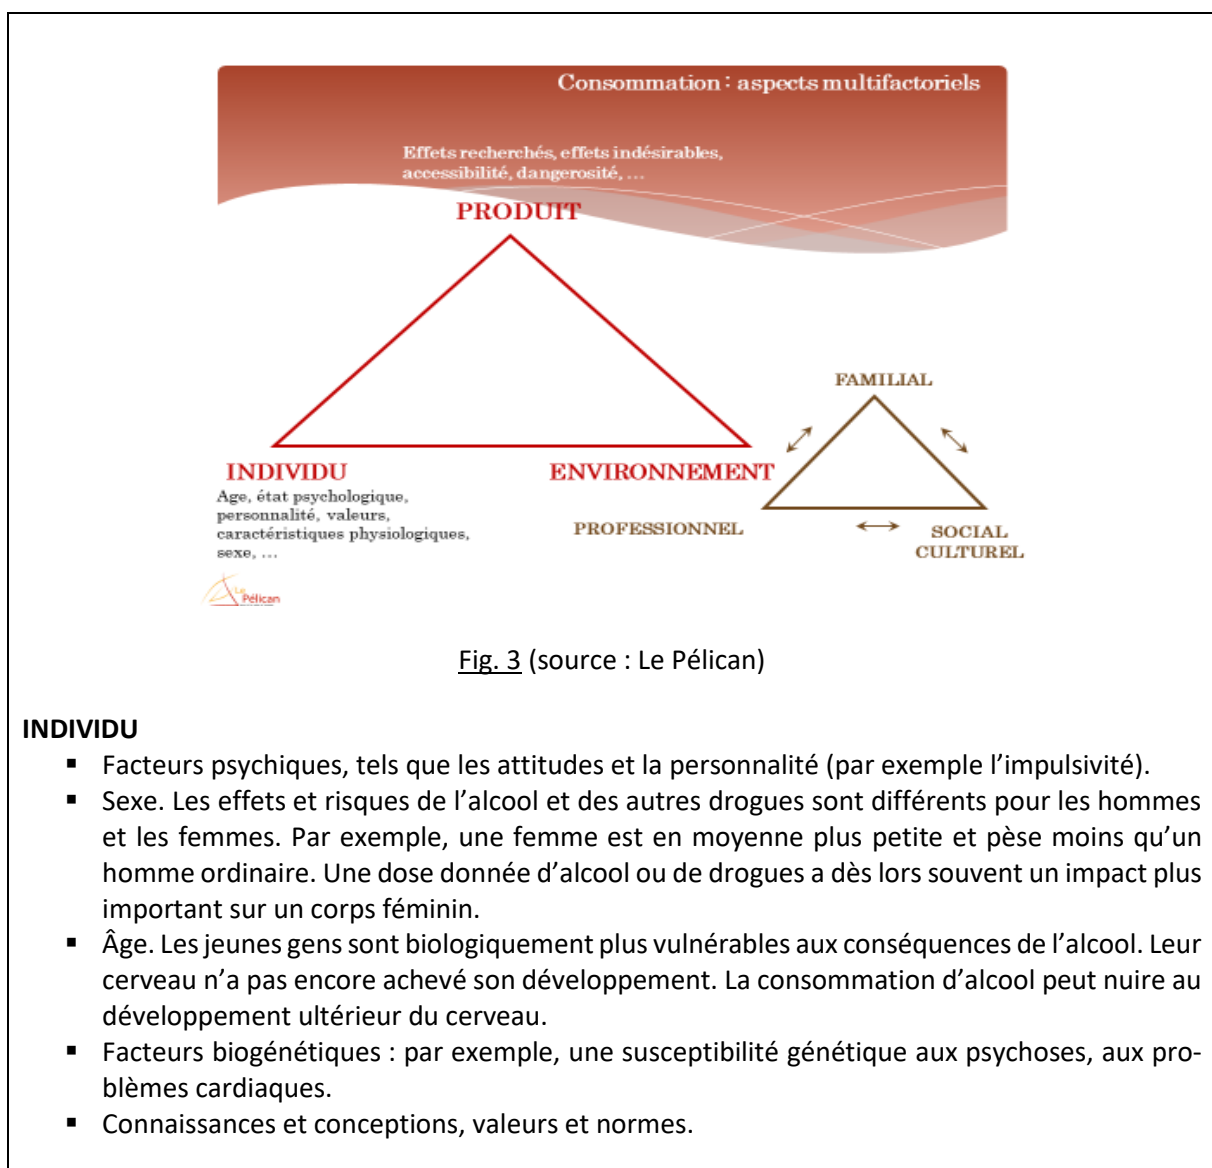 Consommation : aspects multifactoriels
Effets recherchés, effets indésirables,
accessibilité, dangerosité, ...
PRODUIT
FAMILIAL
INDIVIDU
Age, état psychologique,
personnalité, valeurs,
caractéristiques physiologiques,
sexe, ...
ENVIRONNEMENT
PROFESSIONNEL
SOCIAL
CULTUREL
Le
Pélican
Fig. 3 (source : Le Pélican)
INDIVIDU
▪ Facteurs psychiques, tels que les attitudes et la personnalité (par exemple l’impulsivité).
▪ Sexe. Les effets et risques de l’alcool et des autres drogues sont différents pour les hommes
et les femmes. Par exemple, une femme est en moyenne plus petite et pèse moins qu’un
homme ordinaire. Une dose donnée d’alcool ou de drogues a dès lors souvent un impact plus
important sur un corps féminin.
▪ Âge. Les jeunes gens sont biologiquement plus vulnérables aux conséquences de l’alcool. Leur
cerveau n’a pas encore achevé son développement. La consommation d’alcool peut nuire au
développement ultérieur du cerveau.
▪ Facteurs biogénétiques : par exemple, une susceptibilité génétique aux psychoses, aux pro-
blèmes cardiaques.
▪ Connaissances et conceptions, valeurs et normes.